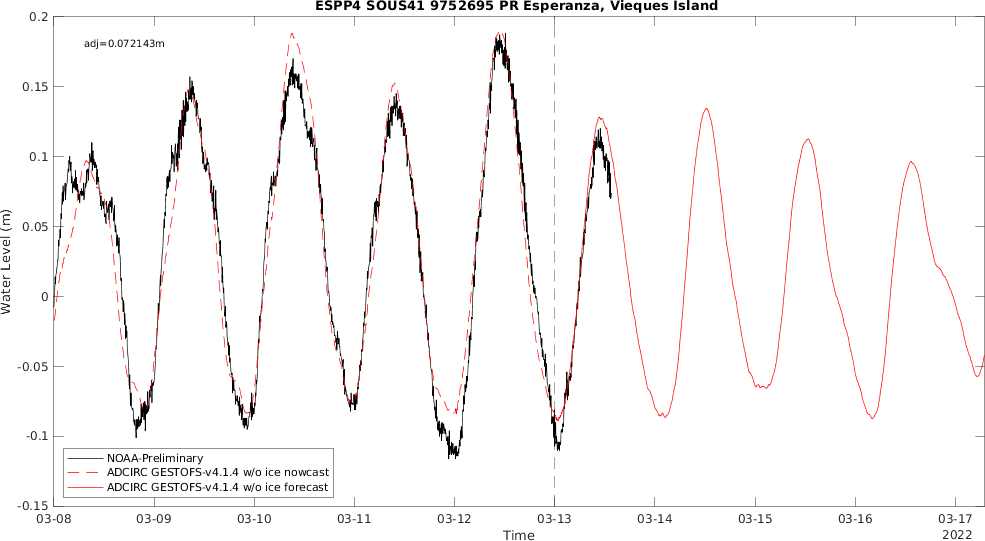 ESPP4 SOUS41 9752695 PR Esperanza, Vieques Island
adj=0.072143m
Water Level (m)
0.2
0.15
0.1
0.05
0
-0.05
-0.1
-0.15
NOAA-Preliminary
ADCIRC GESTOFS-v4.1.4 w/o ice nowcast
ADCIRC GESTOFS-v4.1.4 w/o ice forecast
03-08 03-09 03-10 03-11 03-12 03-13 03-14 03-15 03-16 03-17
Time
2022